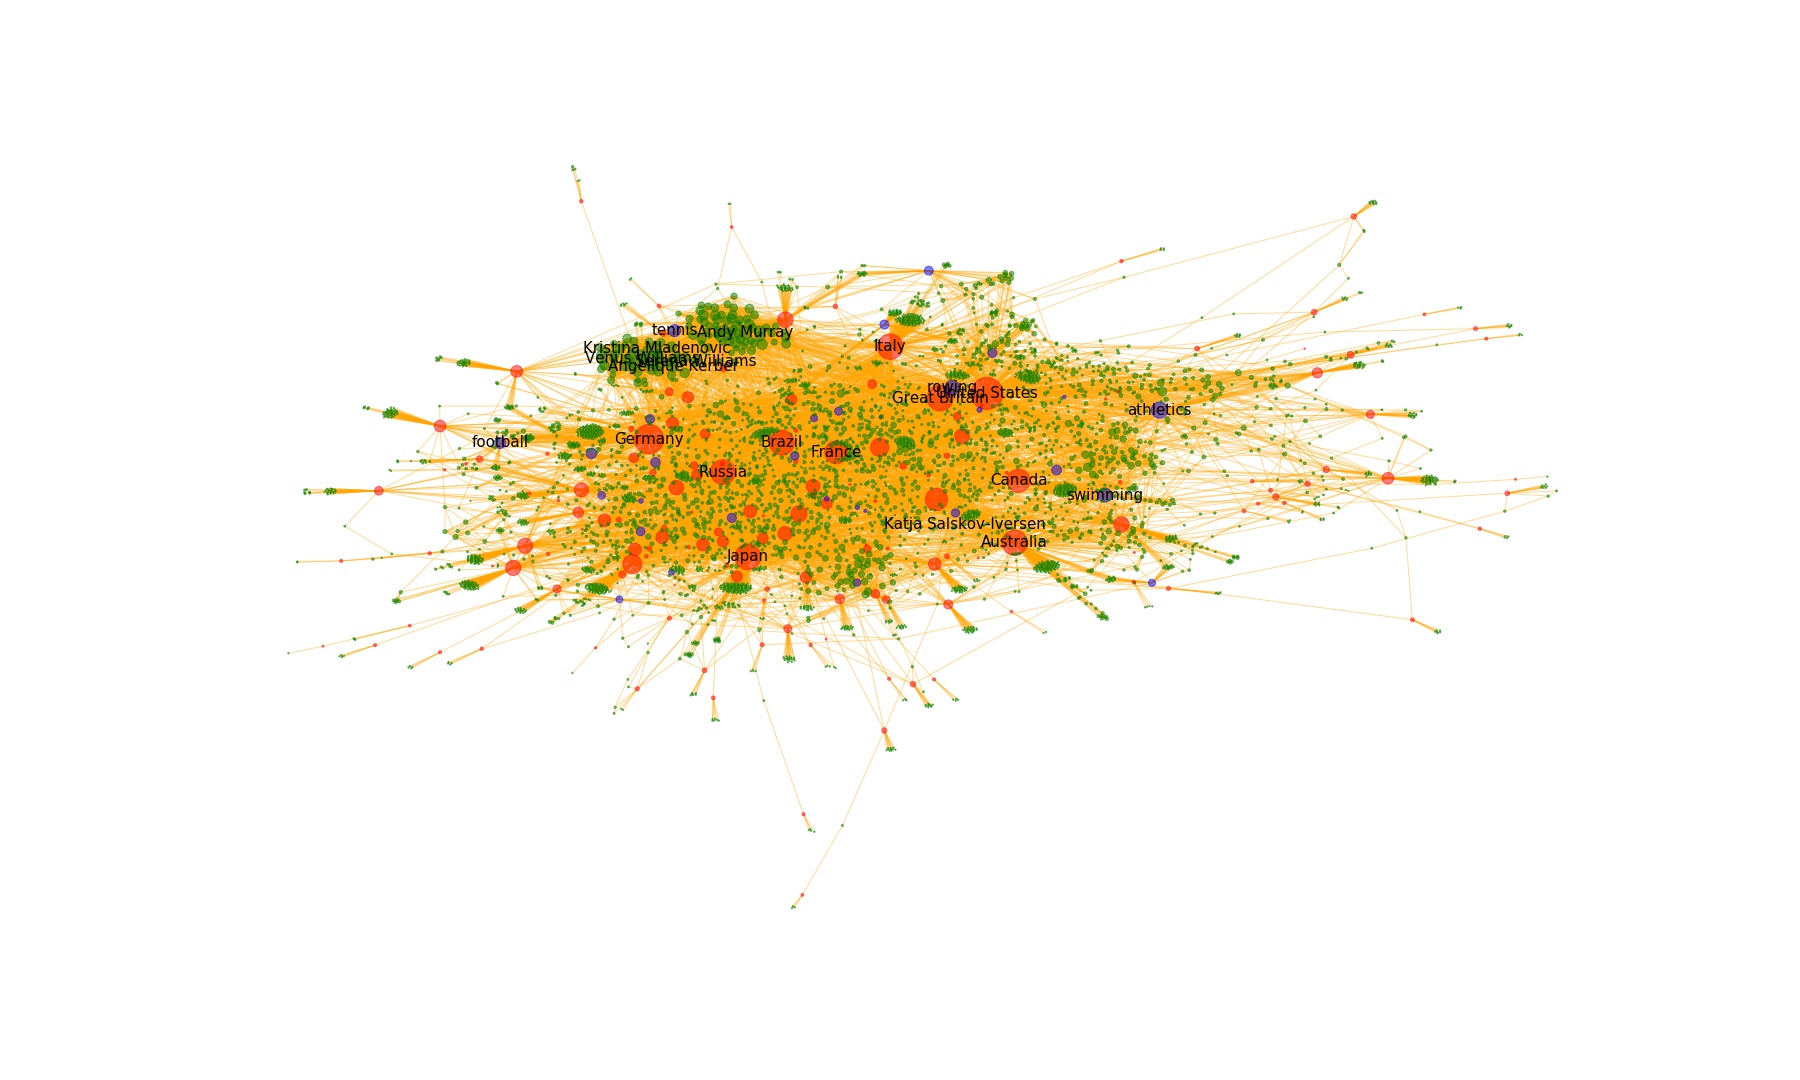 tennis
Andy Murray
Italy
Kristina Mladenovic
Venus Williams
Serena Williams
Angelique Kerber
rowing
United States
Great Britain
athletics
football
Germany
Brazil
France
Russia
Canada
swimming
Katja Salskov-Iversen
Australia
Japan